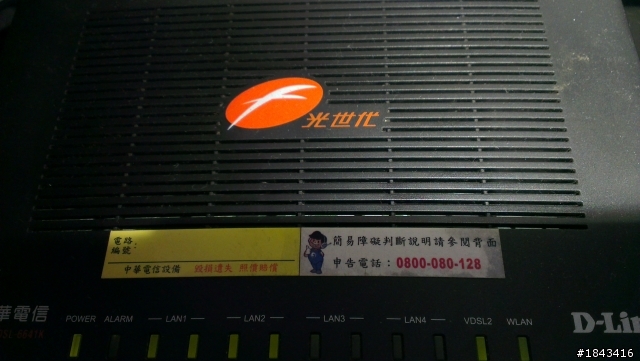 光世代
電路
編號:
中華電信設備 毀損遺失 照價賠償
簡易障礙判斷說明請參閱背面
申告電話:0800-080-128
華電信
POWER ALARM LAN1 LAN2 LAN3 LAN4 VDSL2 WLAN
D-Lin
#1843416